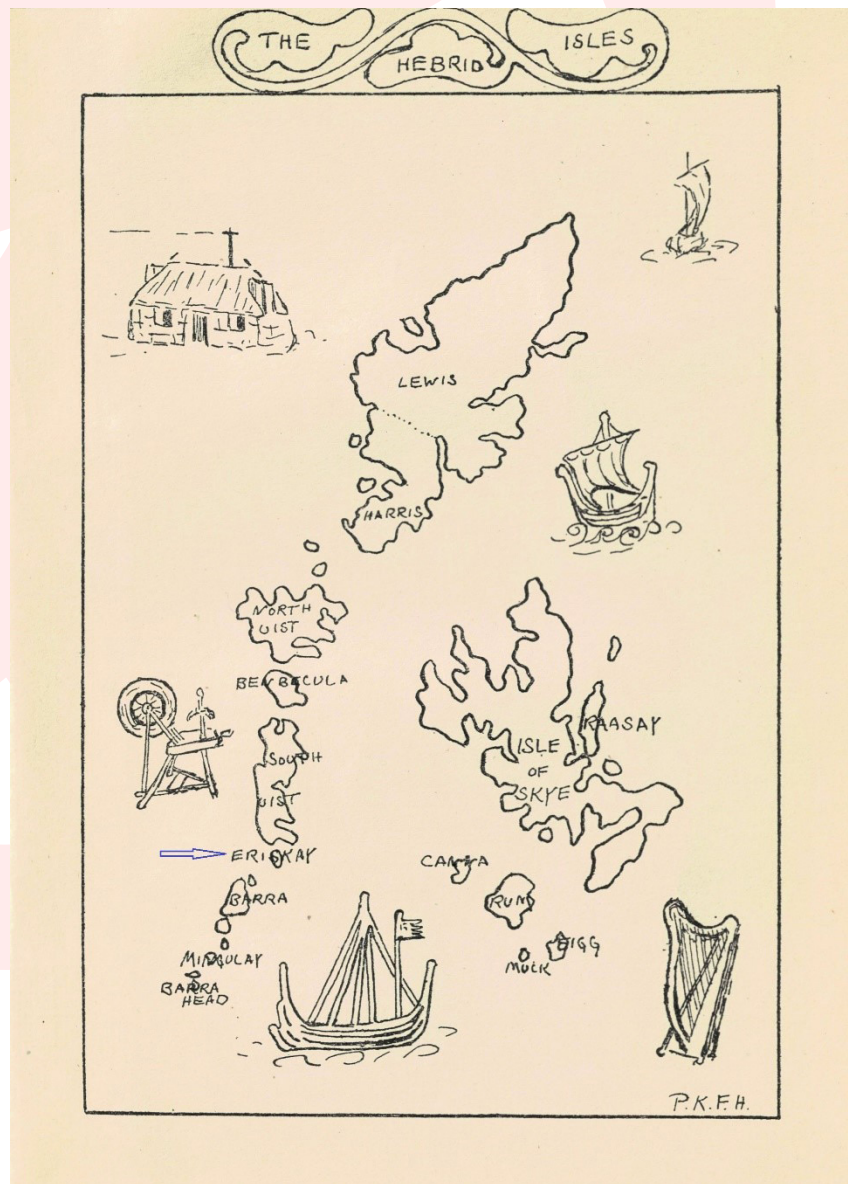 THE
HEBRID
ISLES
LEWIS
HARRIS
NORTH
UIST
BENBECULA
SOUTH
UIST
ISLE
OF
SKYE
RAASAY
ERISKAY
BARRA
MINGULAY
BARRA
HEAD
CANNA
RUM
EIGG
MUCK
P.K.F.H.